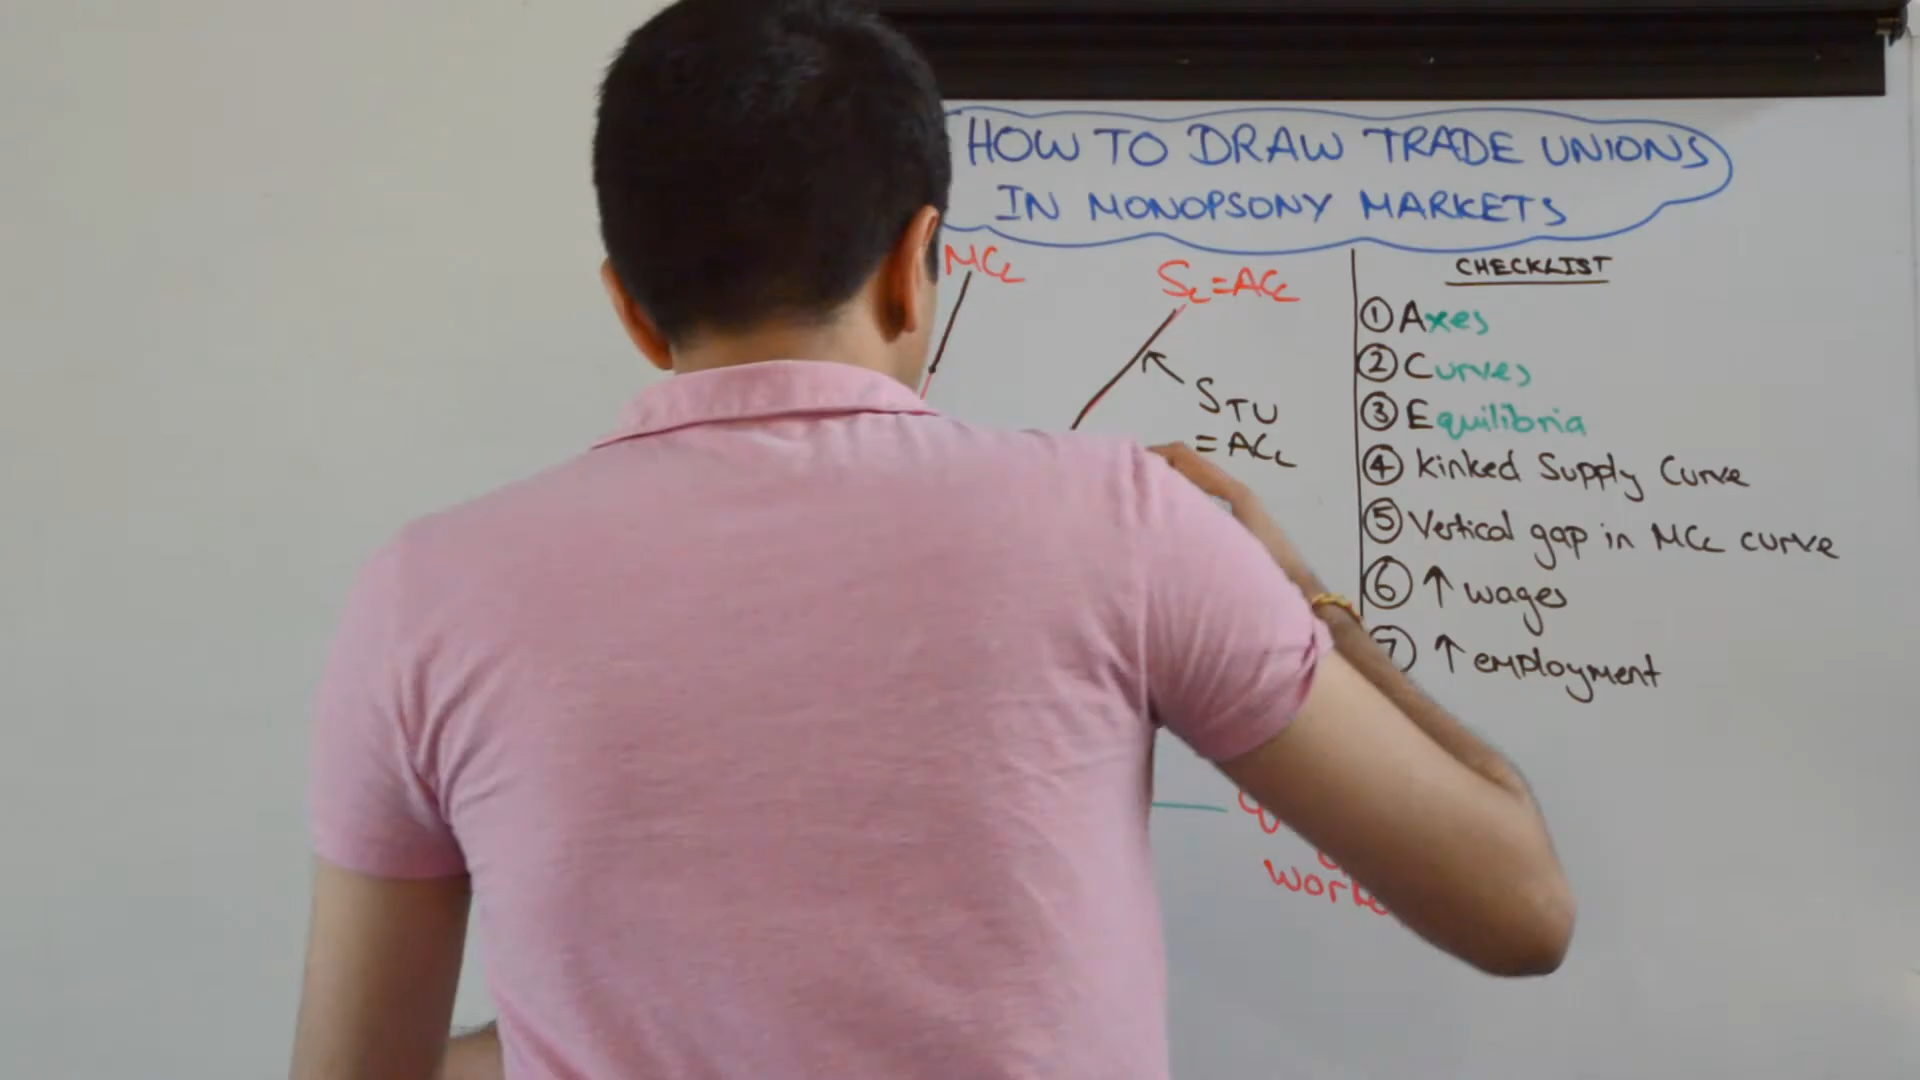 HOW TO DRAW TRADE UNIONS
IN MONOPSONY MARKETS
MCL
SL=ACL
STU
=ACL
CHECKLIST
① Axes
② Curves
③ Equilibria
④ Kinked Supply Curve
⑤ Vertical gap in MCL curve
⑥ ↑ wages
⑦ ↑ employment